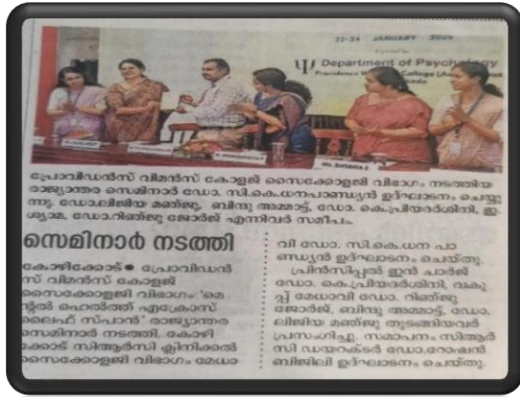 22-24 JANUARY
Ψ Department of Psychology
Providence
College
പ്രോവിഡൻസ് വിമൻസ് കോളജ് സൈക്കോളജി വിഭാഗം നടത്തിയ
രാജ്യാന്തര സെമിനാർ ഡോ. സി.കെ.ധനപാണ്ഡ്യൻ ഉദ്ഘാടനം ചെയ്യു
ന്നു. ഡോ.ലിജിയ മഞ്ജു, ബിന്ദു അമ്മാട്ട്, ഡോ. കെ.പ്രിയദർശിനി, ഇ.
ശ്യാമ, ഡോ.റിഞ്ജു ജോർജ് എന്നിവർ സമീപം.
സെമിനാർ നടത്തി
കോഴിക്കോട് ● പ്രോവിഡൻ
സ് വിമൻസ് കോളജ്
സൈക്കോളജി വിഭാഗം 'മെ
ന്റൽ ഹെൽത്ത് എക്രോസ്
ലൈഫ് സ്പാൻ' രാജ്യാന്തര
സെമിനാർ നടത്തി. കോഴി
ക്കോട് സിആർസി ക്ലിനിക്കൽ
സൈക്കോളജി വിഭാഗം മേധാ
വി ഡോ. സി.കെ.ധന പാ
ണ്ഡ്യൻ ഉദ്ഘാടനം ചെയ്തു.
പ്രിൻസിപ്പൽ ഇൻ ചാർജ്
ഡോ. കെ.പ്രിയദർശിനി, വകു
പ്പ് മേധാവി ഡോ. റിഞ്ജു
ജോർജ്, ബിന്ദു അമ്മാട്ട്, ഡോ.
ലിജിയ മഞ്ജു തുടങ്ങിയവർ
പ്രസംഗിച്ചു. സമാപനം സിആർ
സി ഡയറക്ടർ ഡോ.റോഷൻ
ബിജിലി ഉദ്ഘാടനം ചെയ്തു.